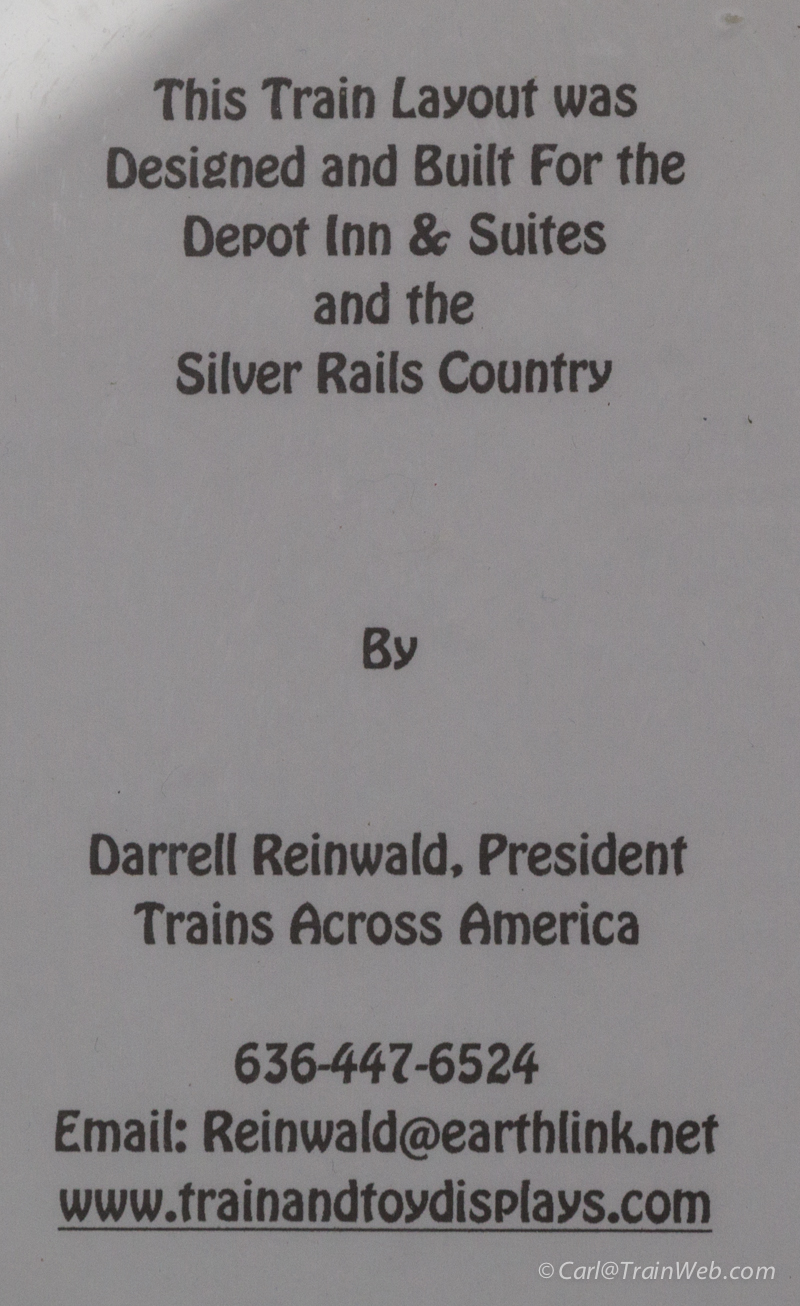 This Train Layout was
Designed and Built For the
Depot Inn & Suites
and the
Silver Rails Country
By
Darrell Reinwald, President
Trains Across America
636-447-6524
Email: Reinwald@earthlink.net
www.trainandtoydisplays.com
© Carl@TrainWeb.com